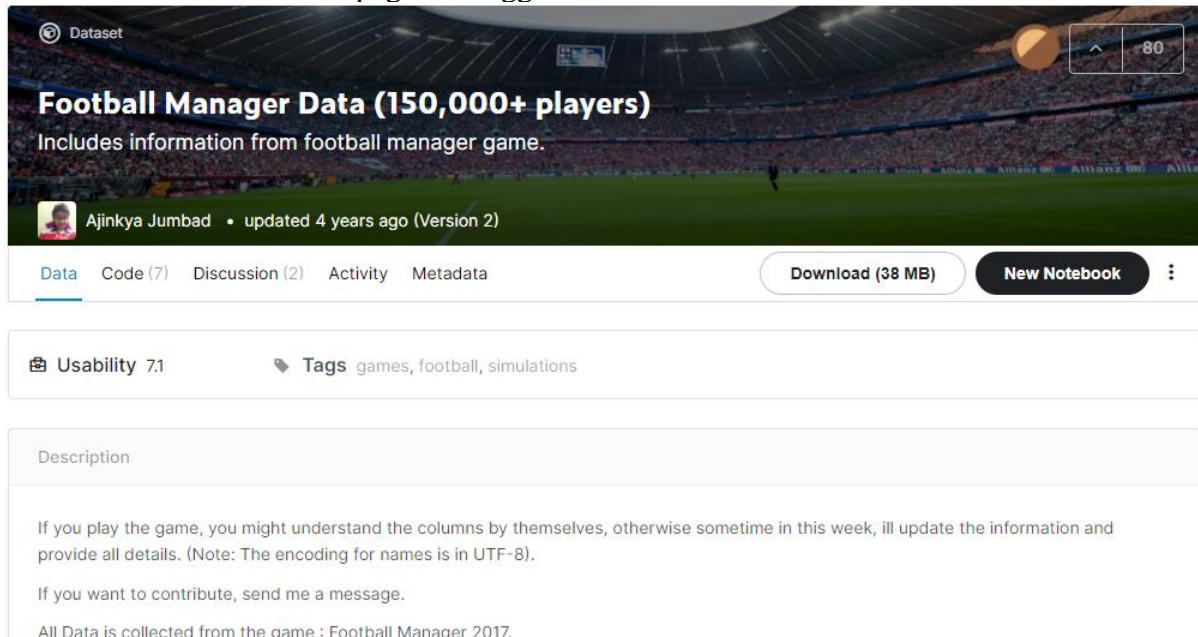 Dataset
80
Football Manager Data (150,000+ players)
Includes information from football manager game.
Ajinkya Jumbad • updated 4 years ago (Version 2)
Data Code (7) Discussion (2) Activity Metadata Download (38 MB) New Notebook
Usability 7.1 Tags games, football, simulations
Description
If you play the game, you might understand the columns by themselves, otherwise sometime in this week, ill update the information and
provide all details. (Note: The encoding for names is in UTF-8).
If you want to contribute, send me a message.
All Data is collected from the game : Football Manager 2017.